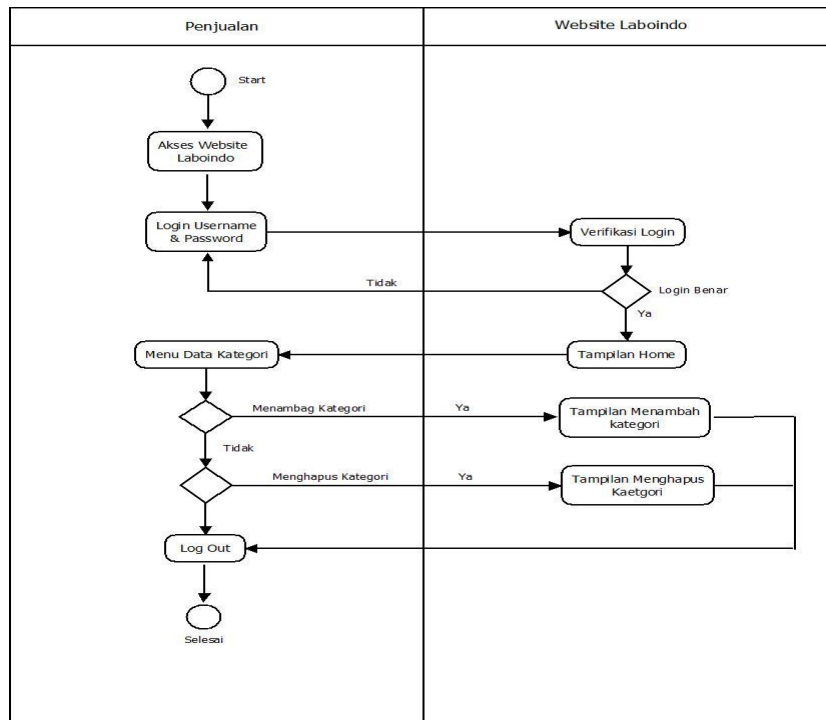 Penjualan
Website Laboindo
Start
Akses Website
Laboindo
Login Username
& Password
Verifikasi Login
Tidak
Login Benar
Ya
Menu Data Kategori
Tampilan Home
Menambag Kategori
Ya
Tampilan Menambah
kategori
Tidak
Menghapus Kategori
Ya
Tampilan Menghapus
Kaetgori
Log Out
Selesai